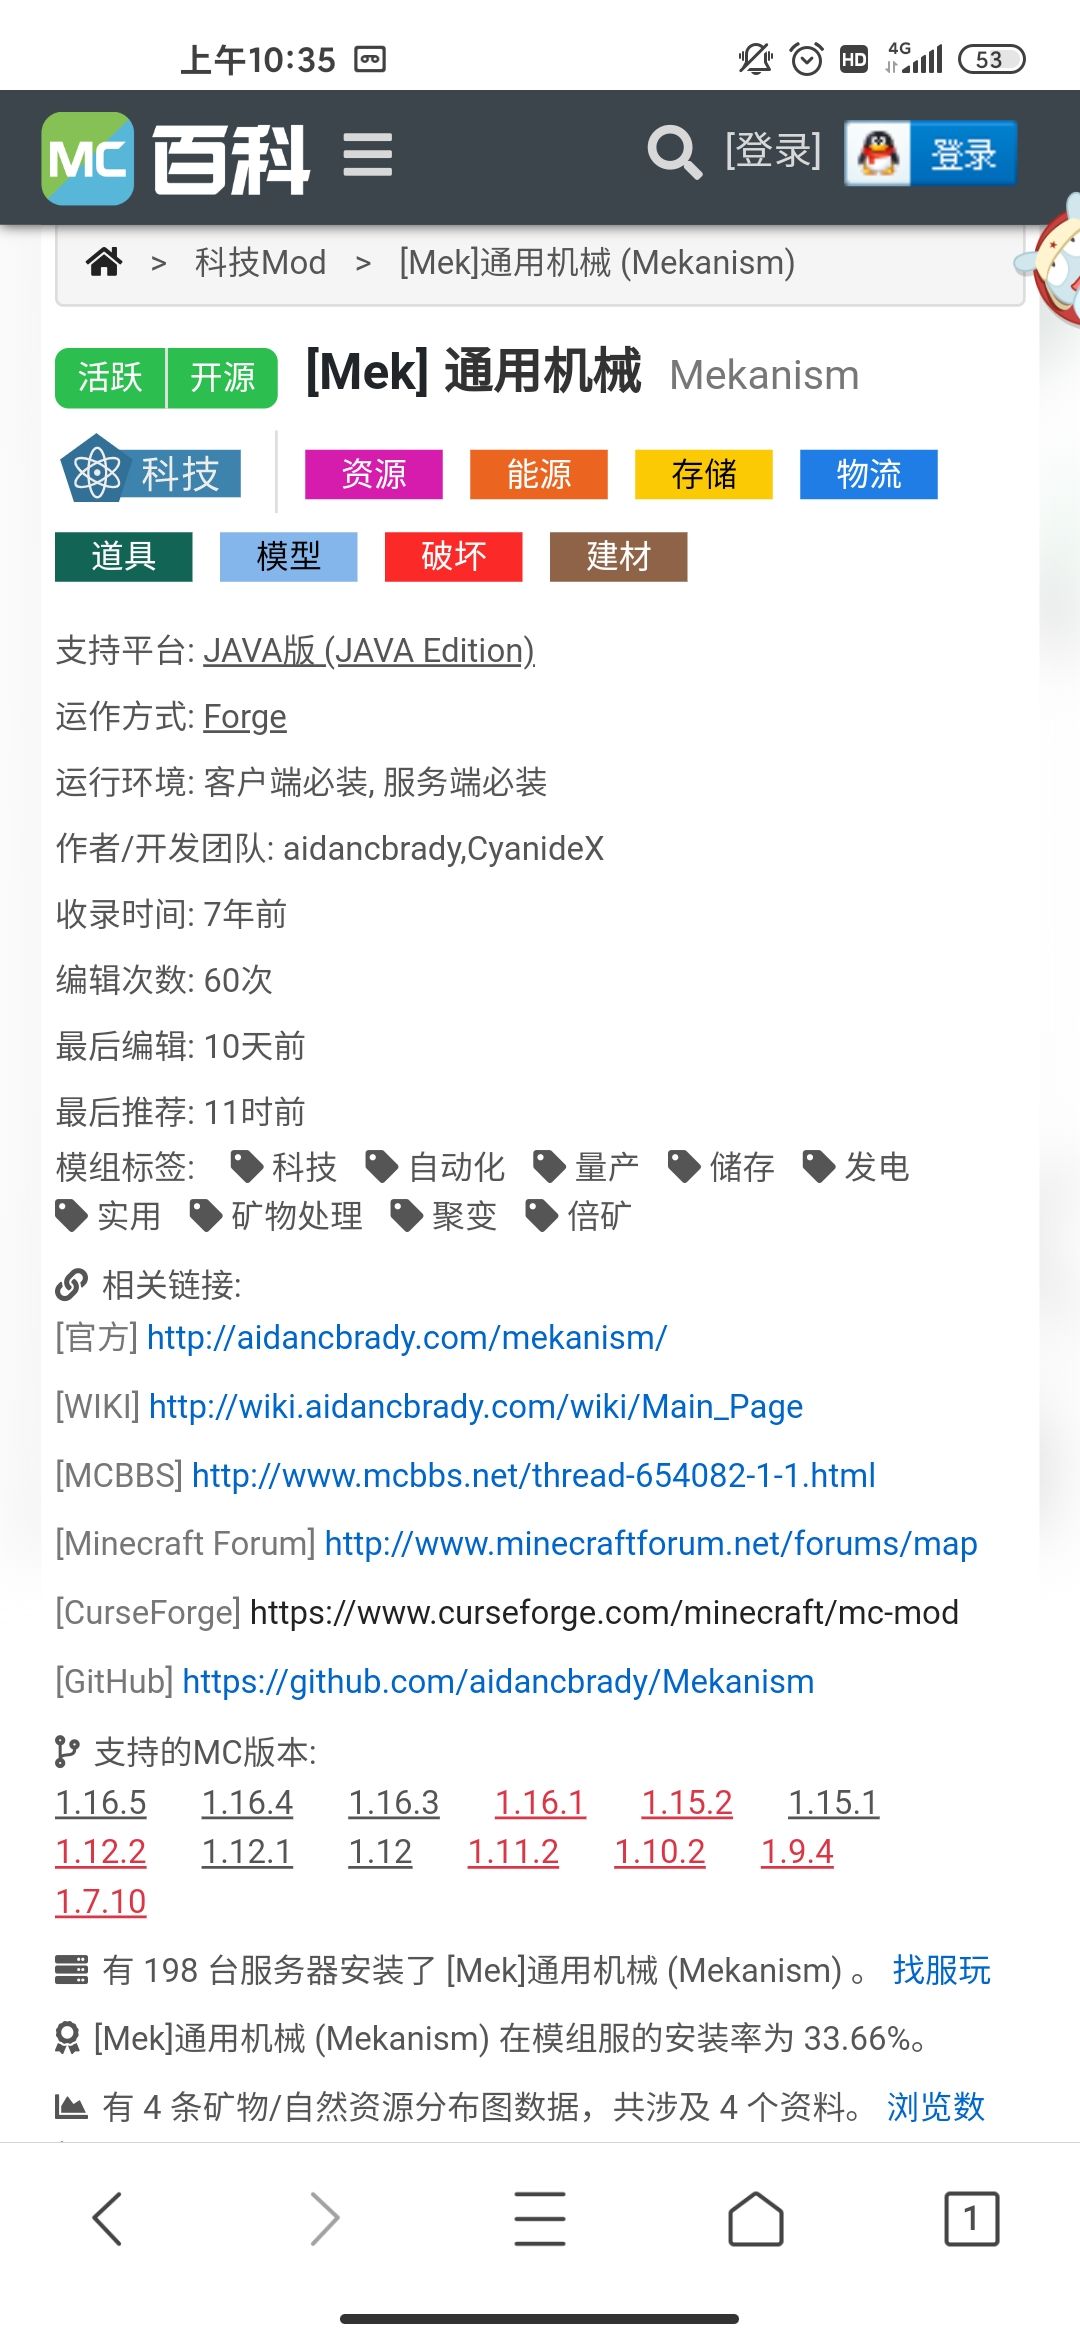 上午10:35 HD 4G 53
MC 百科 [登录] 登录
> 科技Mod > [Mek]通用机械 (Mekanism)
活跃 开源 [Mek] 通用机械 Mekanism
科技 资源 能源 存储 物流
道具 模型 破坏 建材
支持平台: JAVA版 (JAVA Edition)
运作方式: Forge
运行环境: 客户端必装, 服务端必装
作者/开发团队: aidancbrady,CyanideX
收录时间: 7年前
编辑次数: 60次
最后编辑: 10天前
最后推荐: 11时前
模组标签: 科技 自动化 量产 储存 发电
实用 矿物处理 聚变 倍矿
相关链接:
[官方] http://aidancbrady.com/mekanism/
[WIKI] http://wiki.aidancbrady.com/wiki/Main_Page
[MCBBS] http://www.mcbbs.net/thread-654082-1-1.html
[Minecraft Forum] http://www.minecraftforum.net/forums/map
[CurseForge] https://www.curseforge.com/minecraft/mc-mod
[GitHub] https://github.com/aidancbrady/Mekanism
支持的MC版本:
1.16.5 1.16.4 1.16.3 1.16.1 1.15.2 1.15.1
1.12.2 1.12.1 1.12 1.11.2 1.10.2 1.9.4
1.7.10
有 198 台服务器安装了 [Mek]通用机械 (Mekanism) 。 找服玩
[Mek]通用机械 (Mekanism) 在模组服的安装率为 33.66%。
有 4 条矿物/自然资源分布图数据，共涉及 4 个资料。 浏览数
1